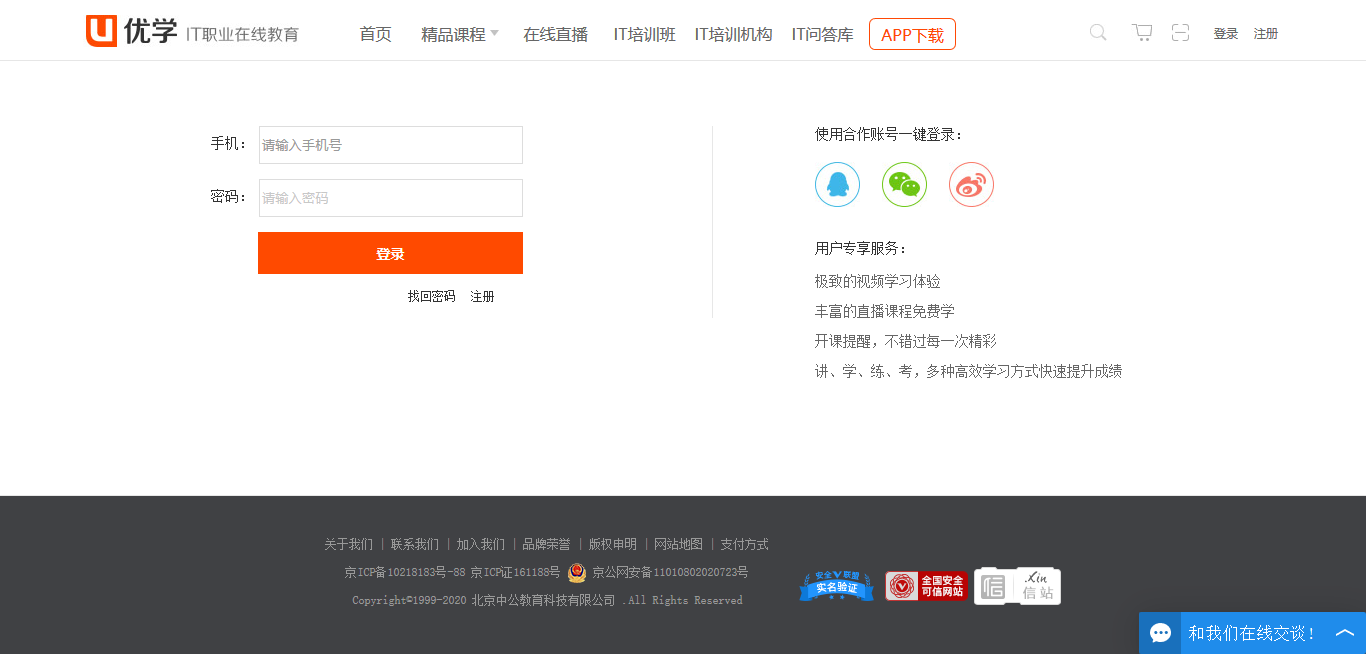 优学 IT职业在线教育 首页 精品课程 在线直播 IT培训班 IT培训机构 IT问答库 APP下载 登录 注册
手机： 请输入手机号
密码： 请输入密码
登录
找回密码 注册
使用合作账号一键登录：
用户专享服务：
极致的视频学习体验
丰富的直播课程免费学
开课提醒，不错过每一次精彩
讲、学、练、考，多种高效学习方式快速提升成绩
关于我们 | 联系我们 | 加入我们 | 品牌荣誉 | 版权申明 | 网站地图 | 支付方式
京ICP备10218183号-88 京ICP证161188号 京公网安备11010802020723号
Copyright©1999-2020 北京中公教育科技有限公司 .All Rights Reserved
安全V联盟
实名验证
全国安全
可信网站
信
Xin
信站
和我们在线交谈！